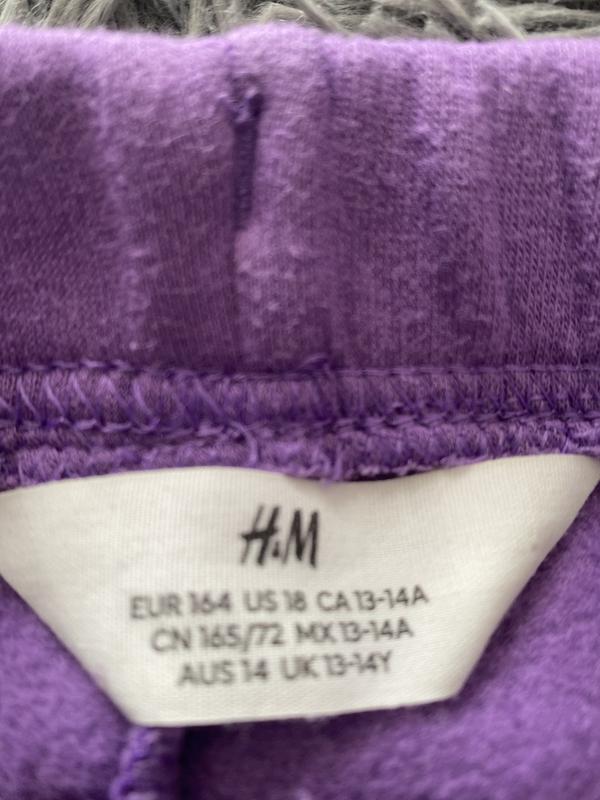 H&M
EUR 164 US 18 CA 13-14A
CN 165/72 MX 13-14A
AUS 14 UK 13-14Y